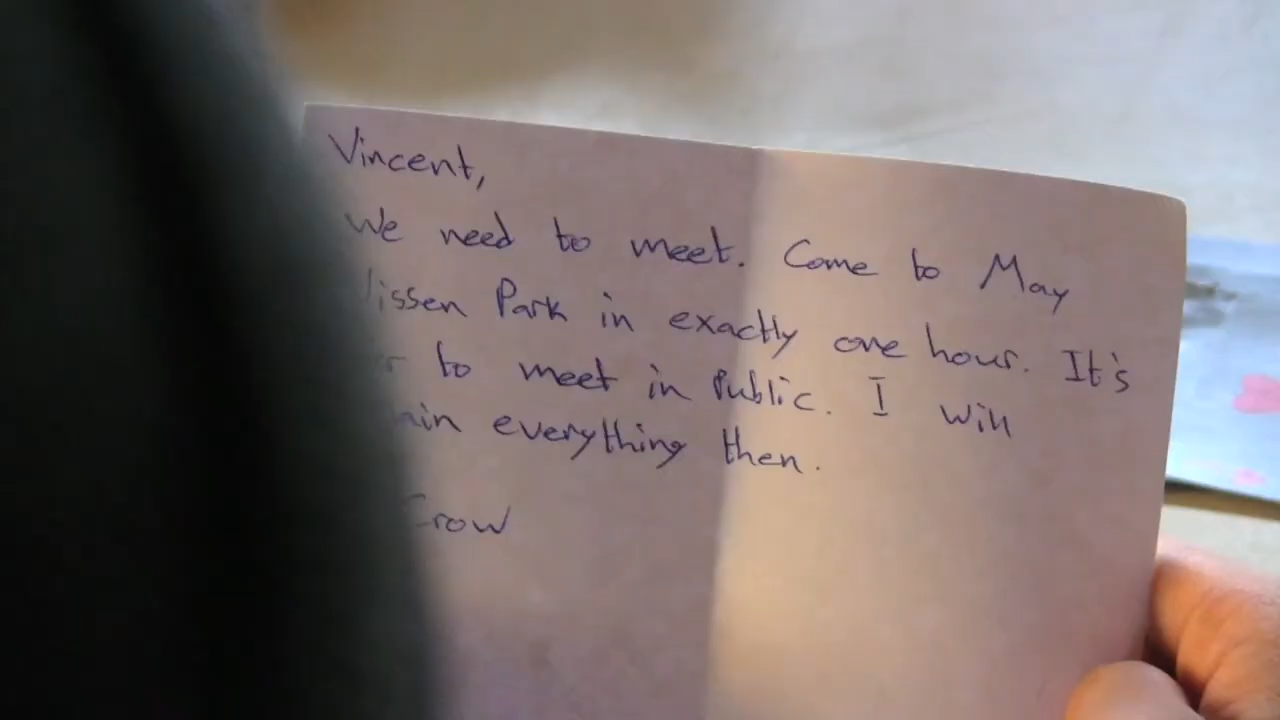 Vincent,
We need to meet. Come to May
Park in exactly one hour. It's
to meet in Public. I will
everything then.
Crow